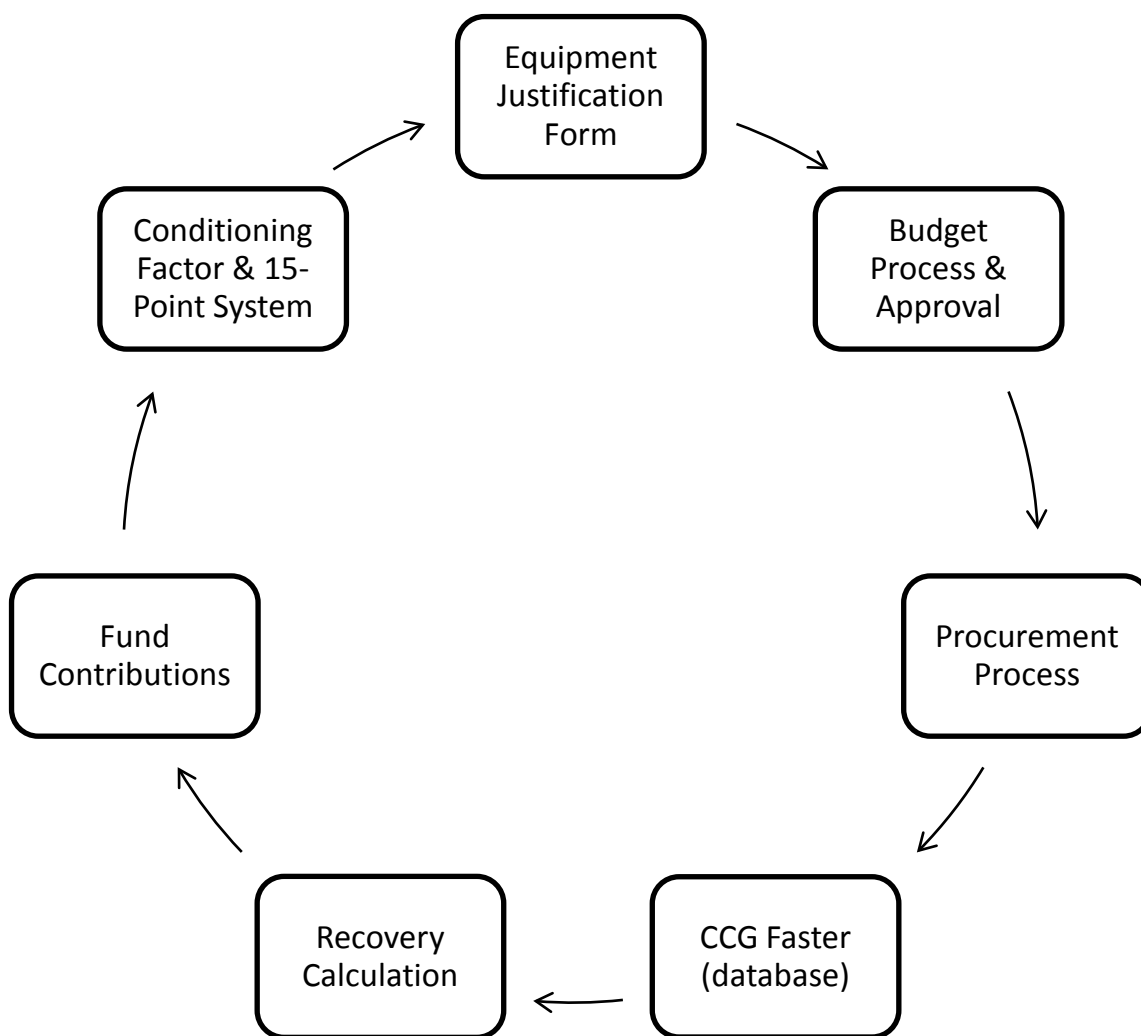 Equipment
Justification
Form
Budget
Process &
Approval
Procurement
Process
CCG Faster
(database)
Recovery
Calculation
Fund
Contributions
Conditioning
Factor & 15-
Point System